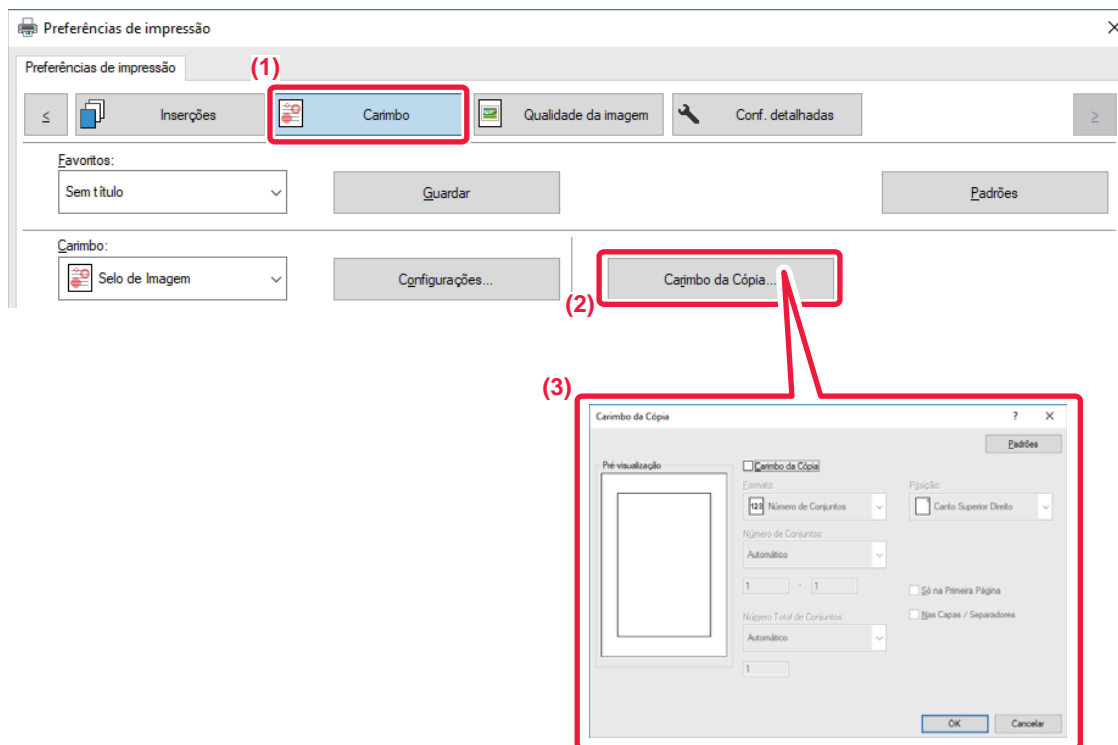 Preferências de impressão
Preferências de impressão
(1)
<
Inserções
Carimbo
Qualidade da imagem
Conf. detalhadas
>
Favoritos:
Sem título
Guardar
Padrões
Carimbo:
Selo de Imagem
Configurações...
Carimbo da Cópia...
(2)
(3)
Carimbo da Cópia
?
Padrões
Pré-visualização
Carimbo da Cópia
Formato:
Posição:
123 Número de Conjuntos
Canto Superior Direito
Número de Conjuntos:
Automático
1 - 1
Só na Primeira Página
Número Total de Conjuntos:
Nas Capas / Separadores
Automático
1
OK
Cancelar